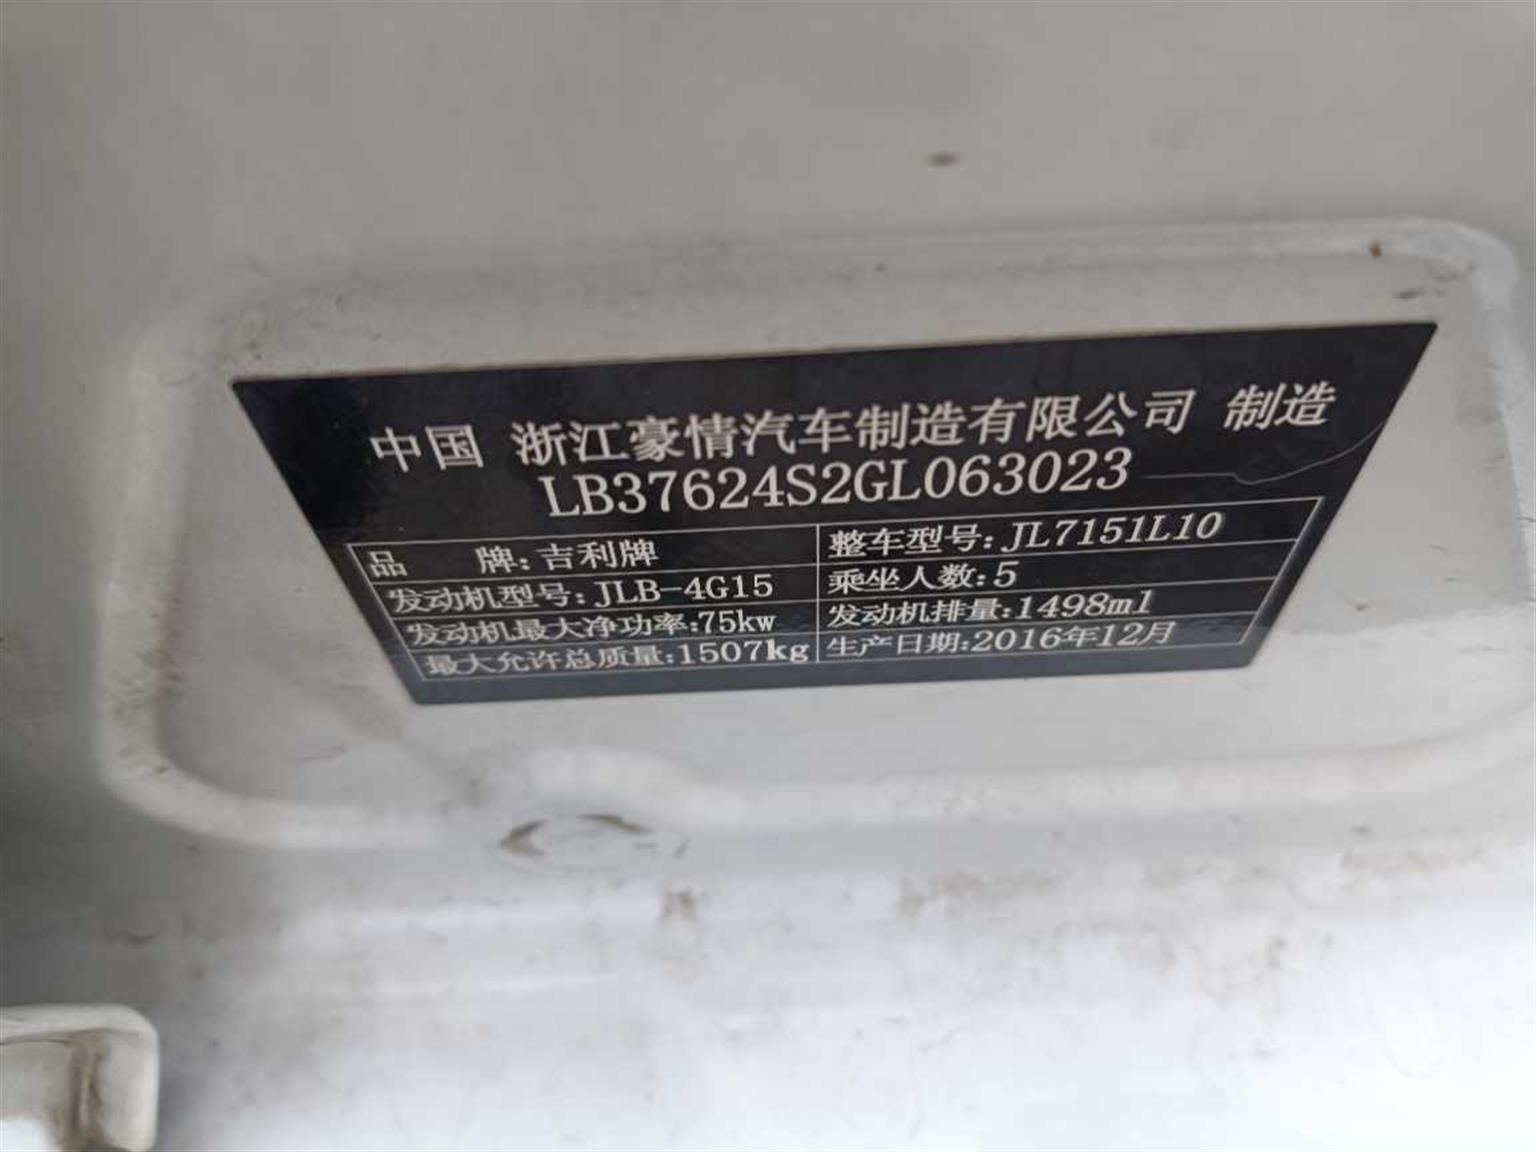 中国 浙江豪情汽车制造有限公司 制造
LB37624S2GL063023
品 牌:吉利牌 整车型号:JL7151L10
发动机型号:JLB-4G15 乘坐人数:5
发动机最大净功率:75kw 发动机排量:1498ml
最大允许总质量:1507kg 生产日期:2016年12月